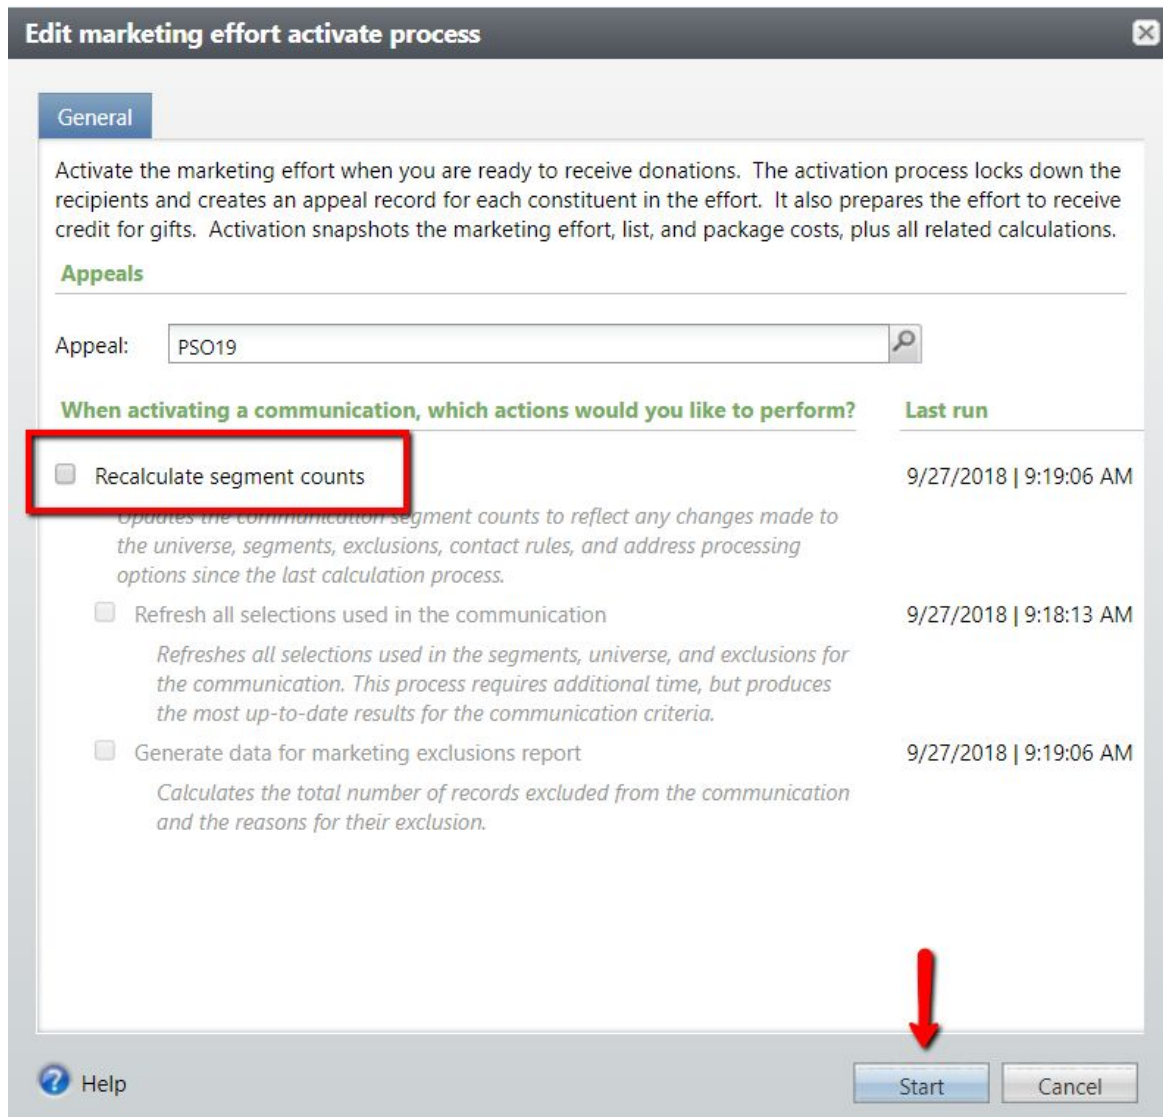 Edit marketing effort activate process
General
Activate the marketing effort when you are ready to receive donations. The activation process locks down the
recipients and creates an appeal record for each constituent in the effort. It also prepares the effort to receive
credit for gifts. Activation snapshots the marketing effort, list, and package costs, plus all related calculations.
Appeals
Appeal: PSO19
When activating a communication, which actions would you like to perform? Last run
Recalculate segment counts 9/27/2018 | 9:19:06 AM
Updates the communication segment counts to reflect any changes made to
the universe, segments, exclusions, contact rules, and address processing
options since the last calculation process.
Refresh all selections used in the communication 9/27/2018 | 9:18:13 AM
Refreshes all selections used in the segments, universe, and exclusions for
the communication. This process requires additional time, but produces
the most up-to-date results for the communication criteria.
Generate data for marketing exclusions report 9/27/2018 | 9:19:06 AM
Calculates the total number of records excluded from the communication
and the reasons for their exclusion.
Help Start Cancel